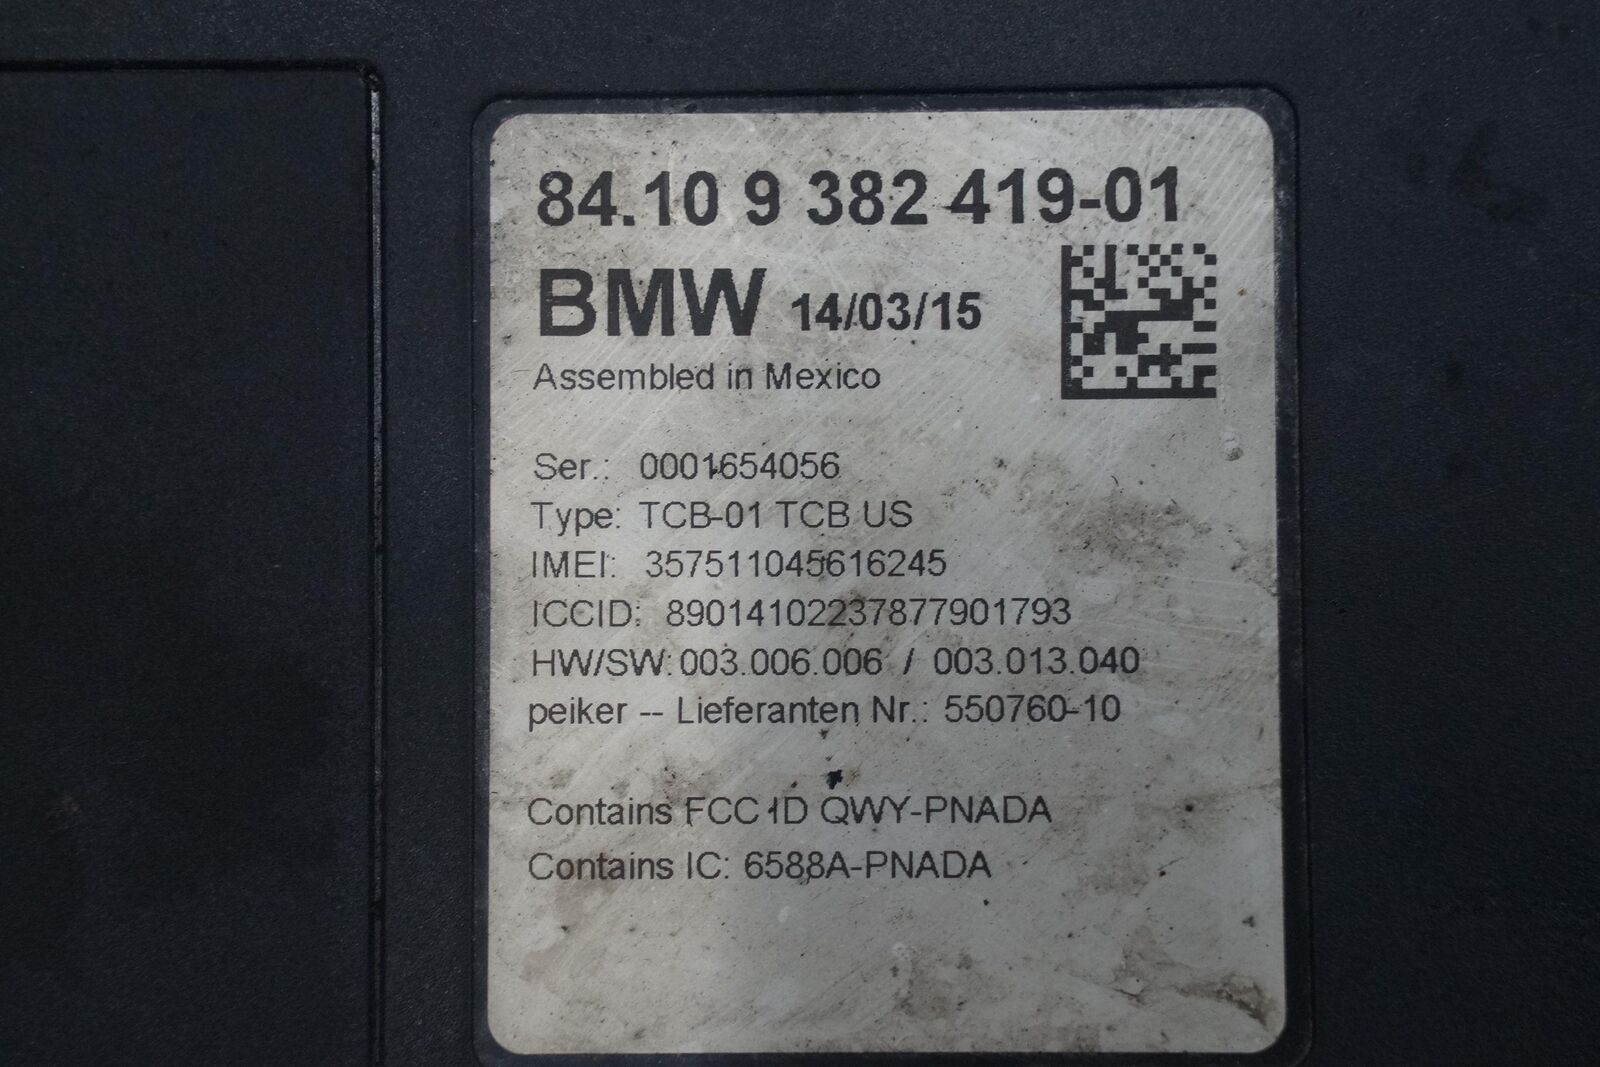 84.10 9 382 419-01
BMW 14/03/15
Assembled in Mexico
Ser.: 0001654056
Type: TCB-01 TCB US
IMEI: 357511045616245
ICCID: 89014102237877901793
HW/SW: 003.006.006 / 003.013.040
peiker -- Lieferanten Nr.: 550760-10
Contains FCC ID QWY-PNADA
Contains IC: 6588A-PNADA